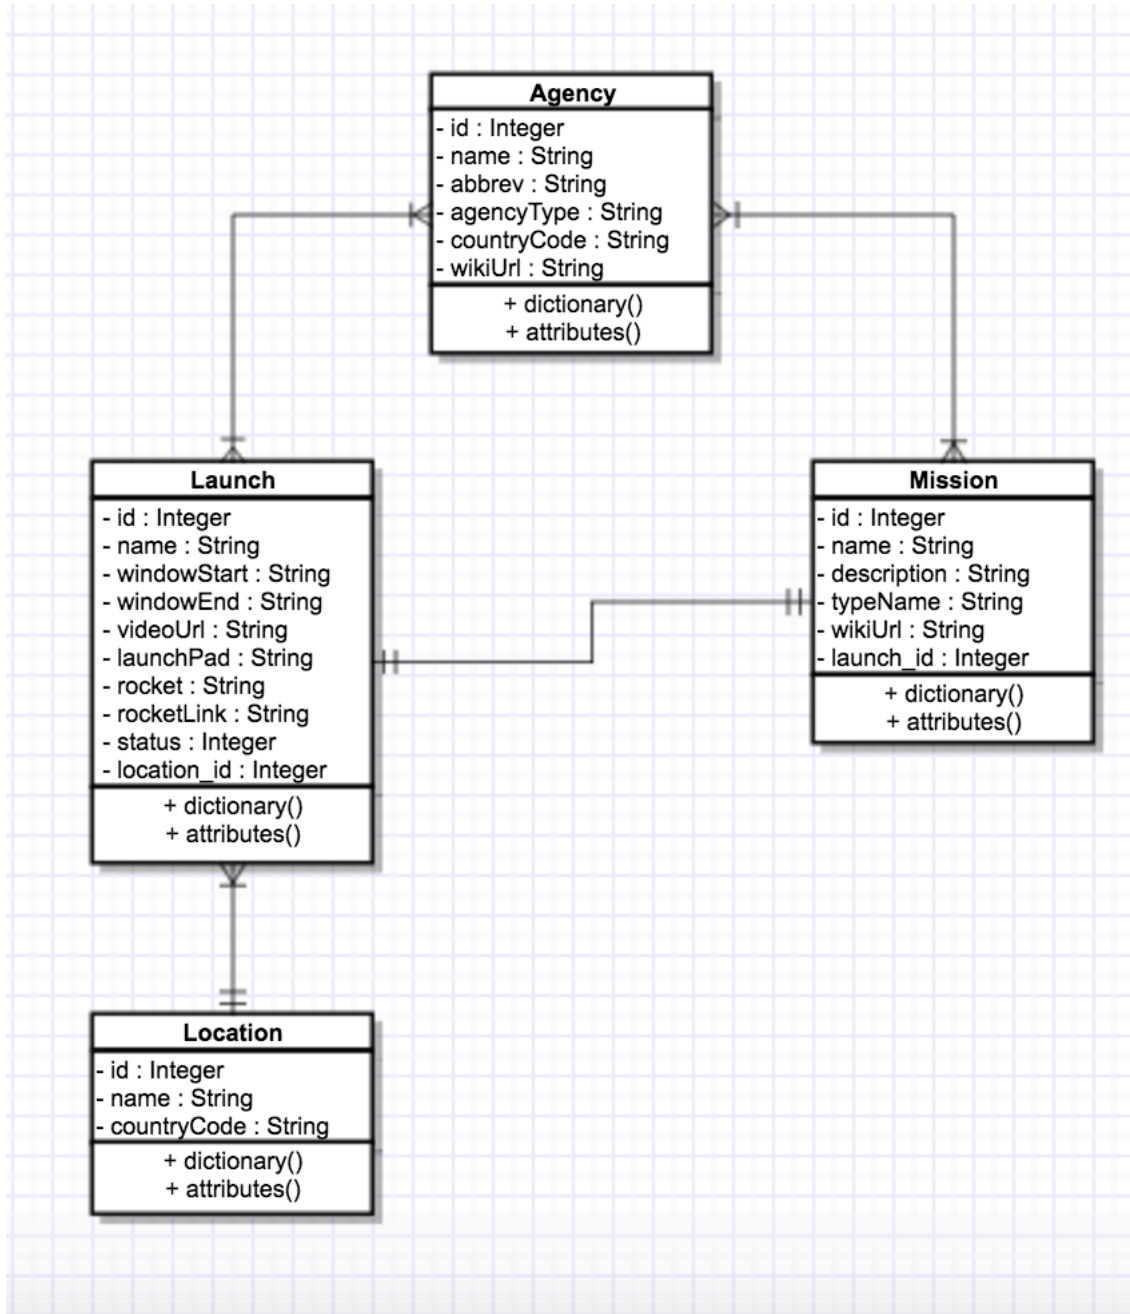 Agency
- id : Integer
- name : String
- abbrev : String
- agencyType : String
- countryCode : String
- wikiUrl : String
+ dictionary()
+ attributes()
Launch
- id : Integer
- name : String
- windowStart : String
- windowEnd : String
- videoUrl : String
- launchPad : String
- rocket : String
- rocketLink : String
- status : Integer
- location_id : Integer
+ dictionary()
+ attributes()
Mission
- id : Integer
- name : String
- description : String
- typeName : String
- wikiUrl : String
- launch_id : Integer
+ dictionary()
+ attributes()
Location
- id : Integer
- name : String
- countryCode : String
+ dictionary()
+ attributes()